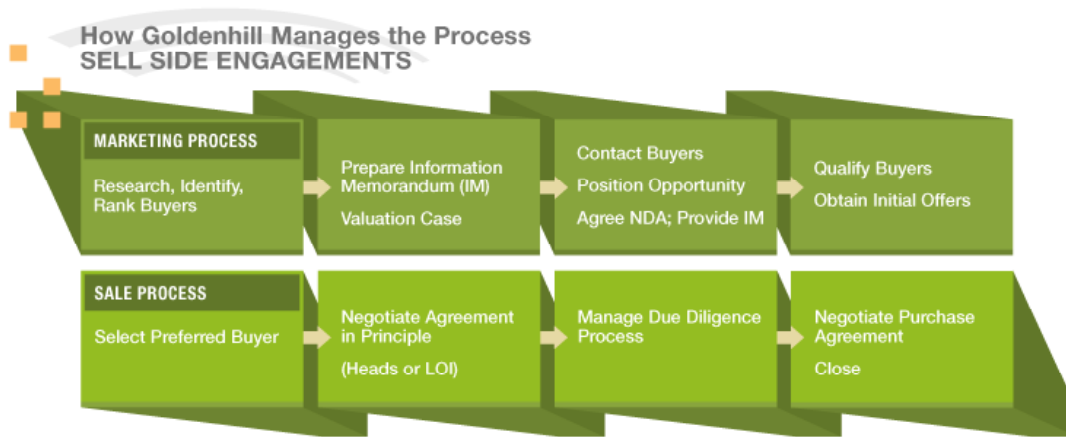 How Goldenhill Manages the Process
SELL SIDE ENGAGEMENTS
MARKETING PROCESS
Research, Identify,
Rank Buyers
Prepare Information
Memorandum (IM)
Valuation Case
Contact Buyers
Position Opportunity
Agree NDA; Provide IM
Qualify Buyers
Obtain Initial Offers
SALE PROCESS
Select Preferred Buyer
Negotiate Agreement
in Principle
(Heads or LOI)
Manage Due Diligence
Process
Negotiate Purchase
Agreement
Close